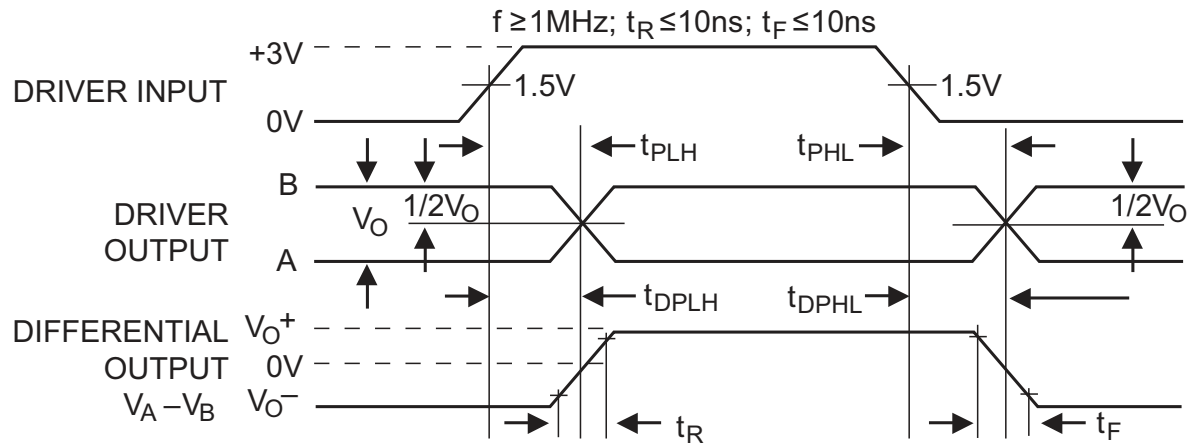 f ≥1MHz; tR ≤10ns; tF ≤10ns
+3V
DRIVER INPUT
1.5V
1.5V
0V
tPLH
tPHL
B
DRIVER
OUTPUT
VO
1/2VO
1/2VO
A
tDPLH
tDPHL
DIFFERENTIAL
OUTPUT
VA –VB
VO+
0V
VO–
tR
tF